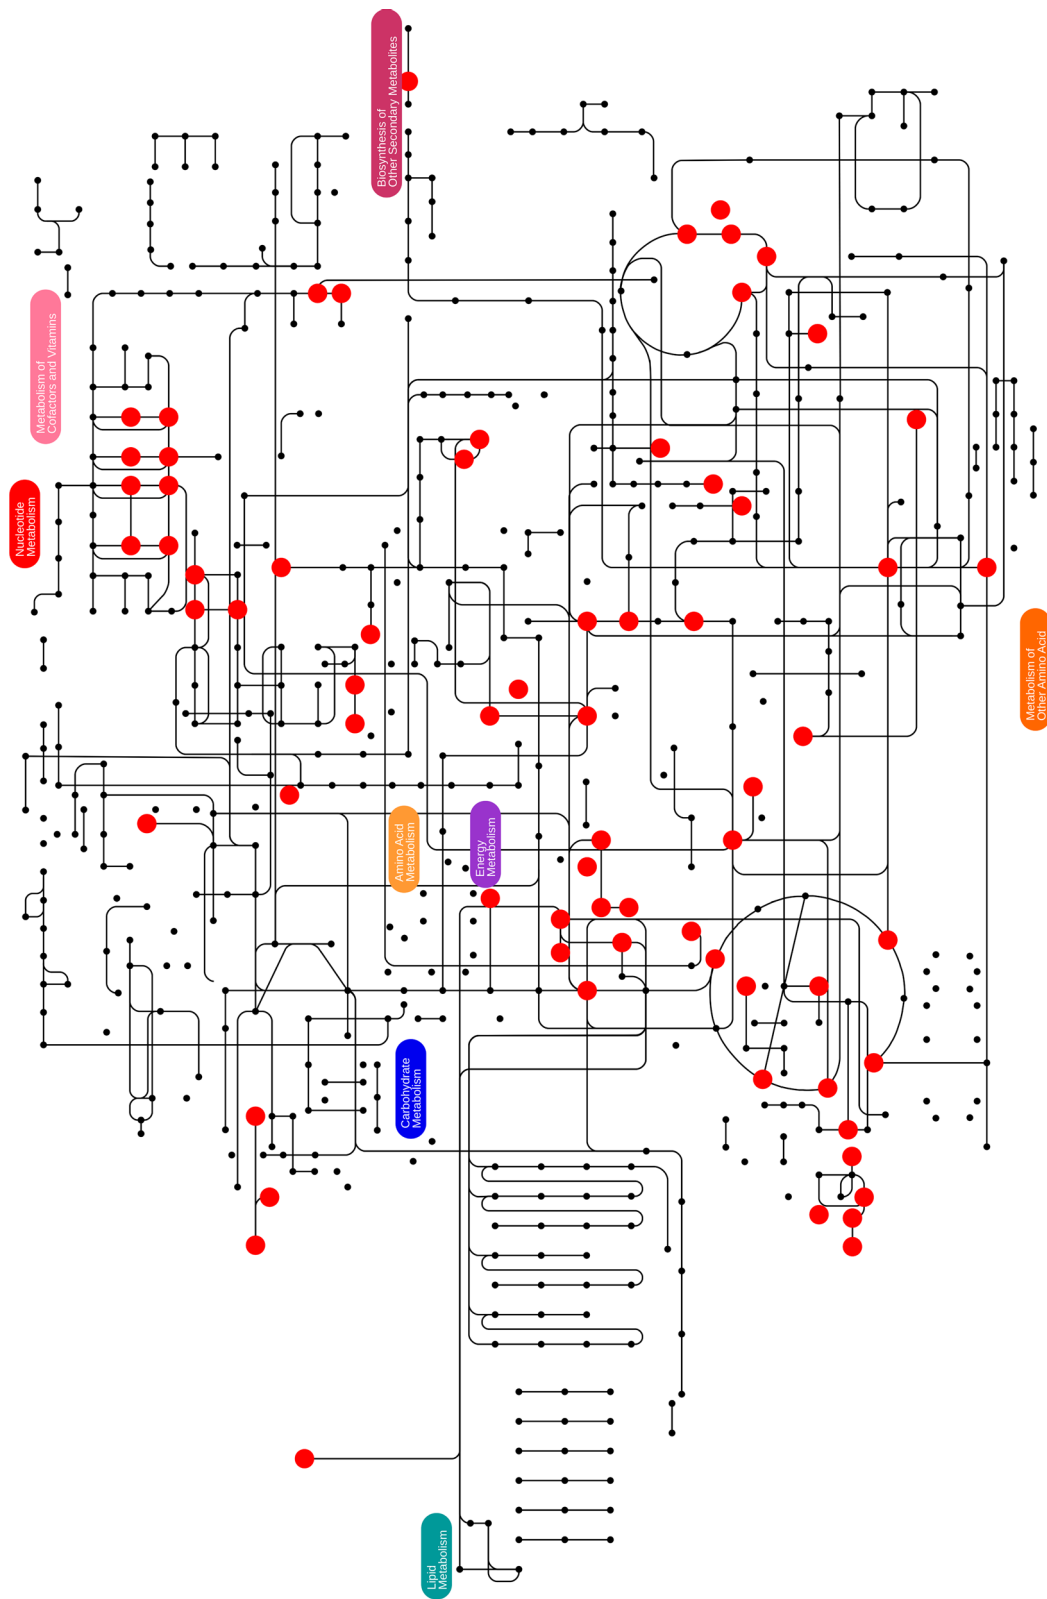 Biosynthesis of
Other Secondary Metabolites
Metabolism of
Cofactors and Vitamins
Nucleotide
Metabolism
Metabolism of
Other Amino Acid
Amino Acid
Metabolism
Energy
Metabolism
Carbohydrate
Metabolism
Lipid
Metabolism